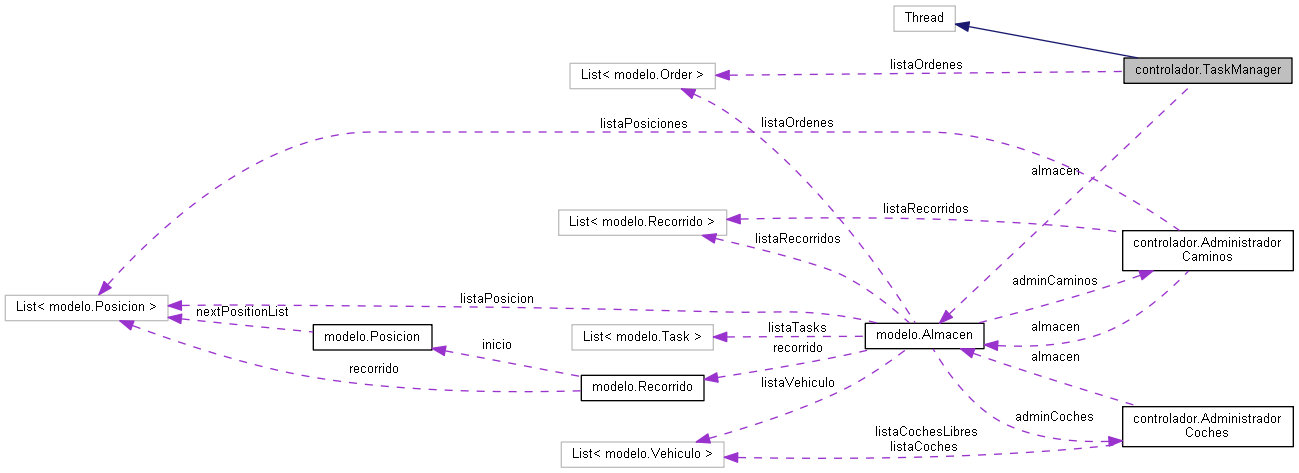 Thread
controlador.TaskManager
listaOrdenes
List< modelo.Order >
listaPosiciones
listaOrdenes
almacen
listaRecorridos
List< modelo.Recorrido >
listaRecorridos
controlador.Administrador
Caminos
adminCaminos
listaPosicion
List< modelo.Posicion >
nextPositionList
modelo.Posicion
inicio
List< modelo.Task >
listaTasks
modelo.Almacen
almacen
recorrido
almacen
recorrido
modelo.Recorrido
listaVehiculo
adminCoches
controlador.Administrador
Coches
listaCochesLibres
listaCoches
List< modelo.Vehiculo >